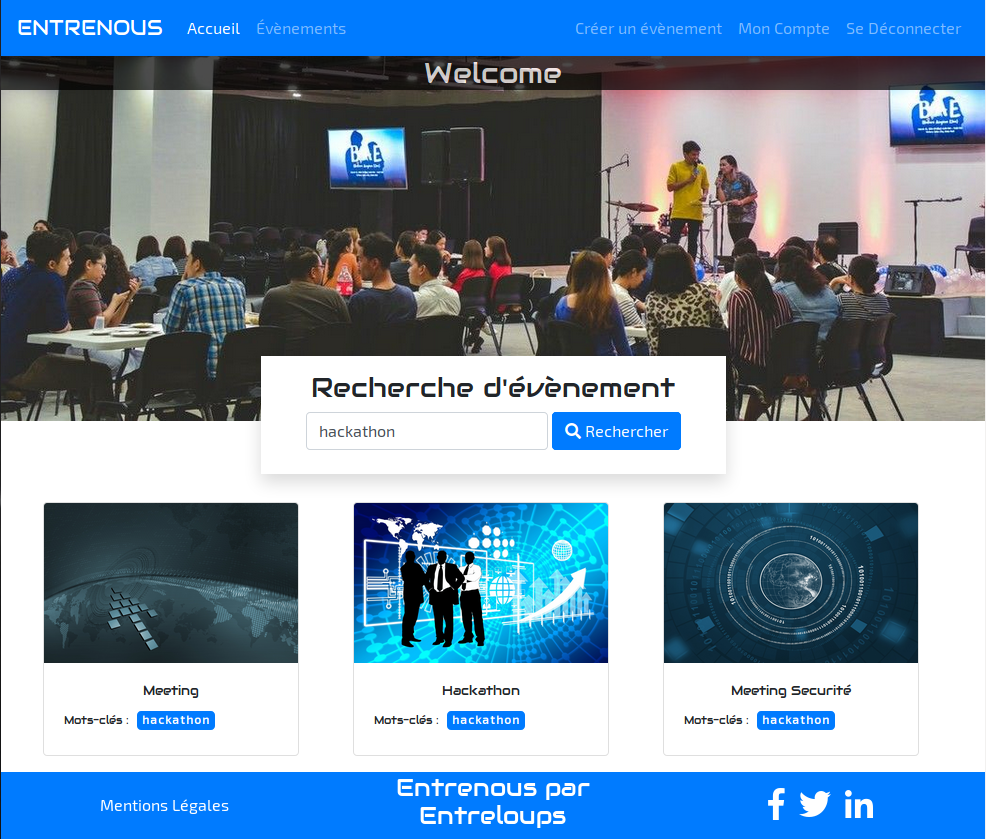 ENTRENOUS Accueil Évènements Créer un évènement Mon Compte Se Déconnecter
Welcome
Recherche d'évènement
hackathon Rechercher
Meeting
Mots-clés : hackathon
Hackathon
Mots-clés : hackathon
Meeting Securité
Mots-clés : hackathon
Mentions Légales
Entrenous par
Entreloups